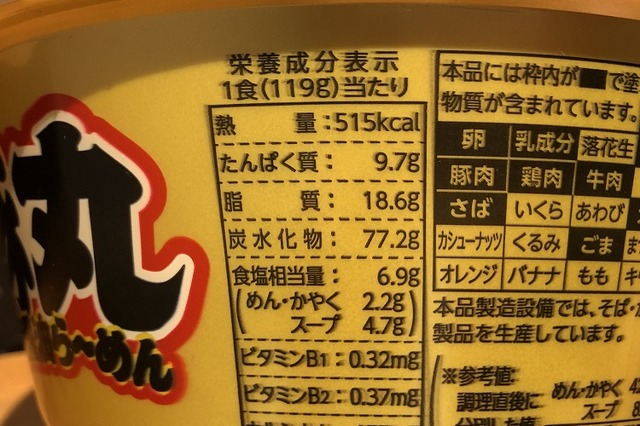 丸
ら〜めん
栄養成分表示
1食(119g)当たり
熱 量:515kcal
たんぱく質: 9.7g
脂 質: 18.6g
炭水化物: 77.2g
食塩相当量: 6.9g
(めん・かやく 2.2g
スープ 4.7g)
ビタミンB1:0.32mg
ビタミンB2:0.37mg
本品には枠内が■で塗
物質が含まれています。
卵 乳成分 落花生
豚肉 鶏肉 牛肉
さば いくら あわび
カシューナッツ くるみ ごま
オレンジ バナナ もも キ
本品製造設備では、そば・
製品を生産しています。
※参考値:
調理直後に めん・かやく
スープ